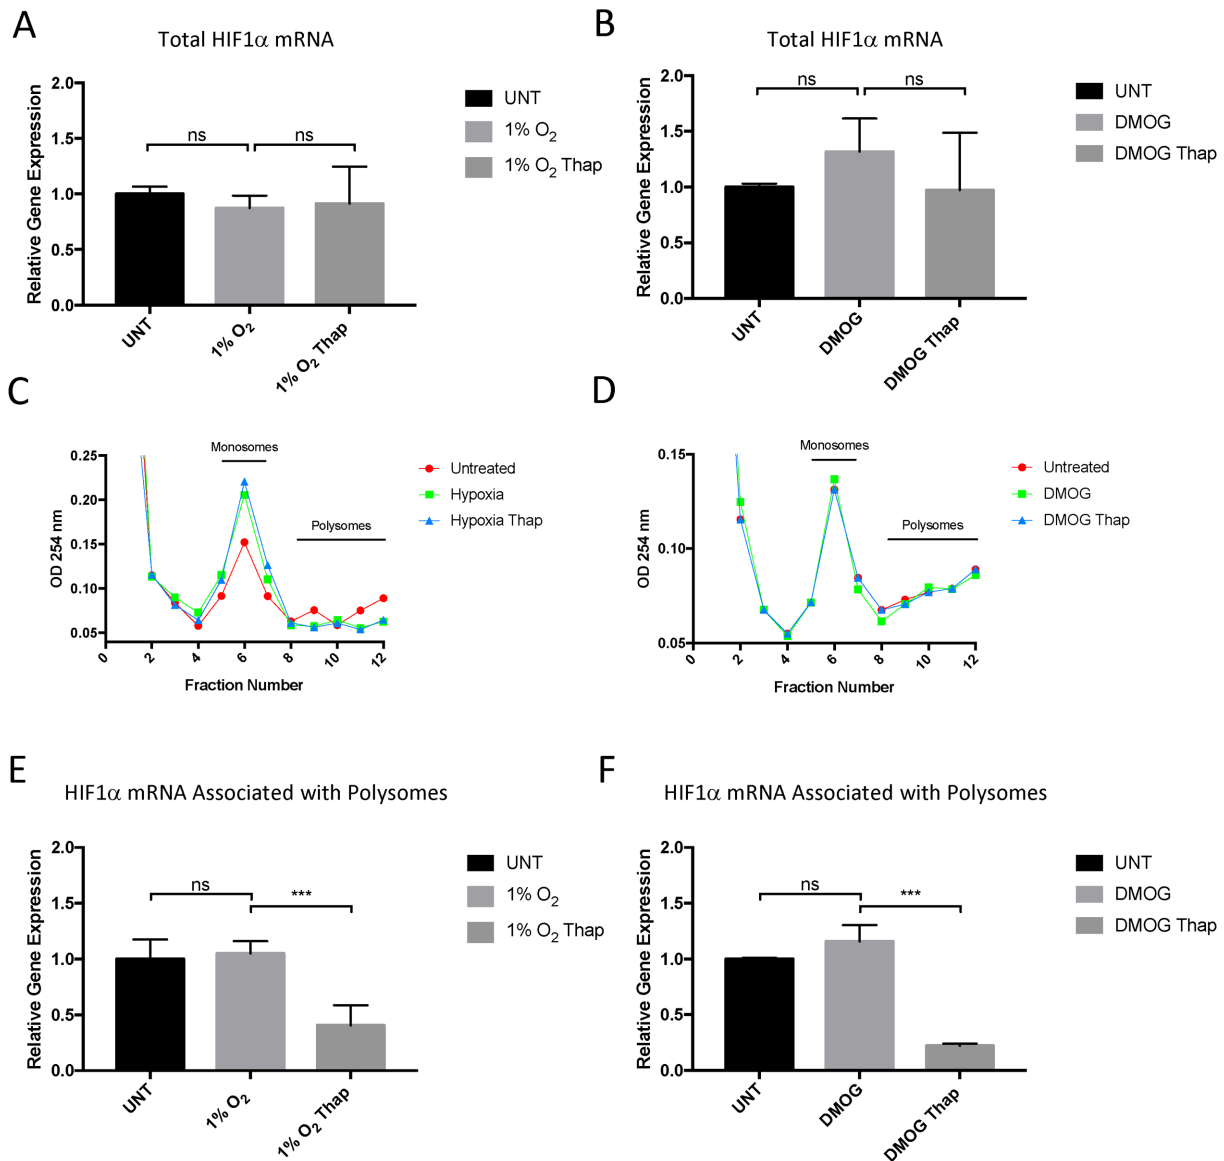 A
Total HIF1α mRNA
Relative Gene Expression
2.0
1.5
1.0
0.5
0.0
ns
ns
UNT
1% O2
1% O2 Thap
UNT
1% O2
1% O2 Thap
B
Total HIF1α mRNA
Relative Gene Expression
2.0
1.5
1.0
0.5
0.0
ns
ns
UNT
DMOG
DMOG Thap
UNT
DMOG
DMOG Thap
C
OD 254 nm
0.25
0.20
0.15
0.10
0.05
Monosomes
Polysomes
0
2
4
6
8
10
12
Fraction Number
Untreated
Hypoxia
Hypoxia Thap
D
OD 254 nm
0.15
0.10
0.05
Monosomes
Polysomes
0
2
4
6
8
10
12
Fraction Number
Untreated
DMOG
DMOG Thap
E
HIF1α mRNA Associated with Polysomes
Relative Gene Expression
2.0
1.5
1.0
0.5
0.0
ns
***
UNT
1% O2
1% O2 Thap
UNT
1% O2
1% O2 Thap
F
HIF1α mRNA Associated with Polysomes
Relative Gene Expression
2.0
1.5
1.0
0.5
0.0
ns
***
UNT
DMOG
DMOG Thap
UNT
DMOG
DMOG Thap